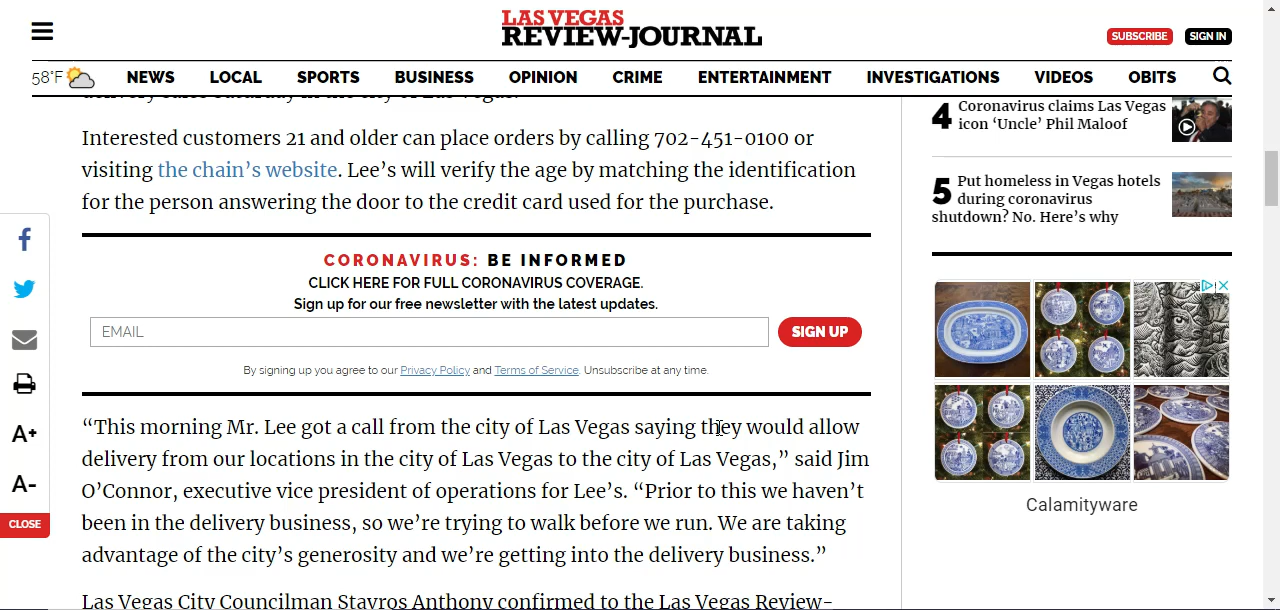 LAS VEGAS
REVIEW-JOURNAL
SUBSCRIBE
SIGN IN
58°F
NEWS LOCAL SPORTS BUSINESS OPINION CRIME ENTERTAINMENT INVESTIGATIONS VIDEOS OBITS
Interested customers 21 and older can place orders by calling 702-451-0100 or
visiting the chain’s website. Lee’s will verify the age by matching the identification
for the person answering the door to the credit card used for the purchase.
CORONAVIRUS: BE INFORMED
CLICK HERE FOR FULL CORONAVIRUS COVERAGE.
Sign up for our free newsletter with the latest updates.
EMAIL
SIGN UP
By signing up you agree to our Privacy Policy and Terms of Service. Unsubscribe at any time.
“This morning Mr. Lee got a call from the city of Las Vegas saying they would allow
delivery from our locations in the city of Las Vegas to the city of Las Vegas,” said Jim
O’Connor, executive vice president of operations for Lee’s. “Prior to this we haven’t
been in the delivery business, so we’re trying to walk before we run. We are taking
advantage of the city’s generosity and we’re getting into the delivery business.”
Las Vegas City Councilman Stavros Anthony confirmed to the Las Vegas Review-
A+
A-
CLOSE
4 Coronavirus claims Las Vegas
icon ‘Uncle’ Phil Maloof
5 Put homeless in Vegas hotels
during coronavirus
shutdown? No. Here’s why
Calamityware